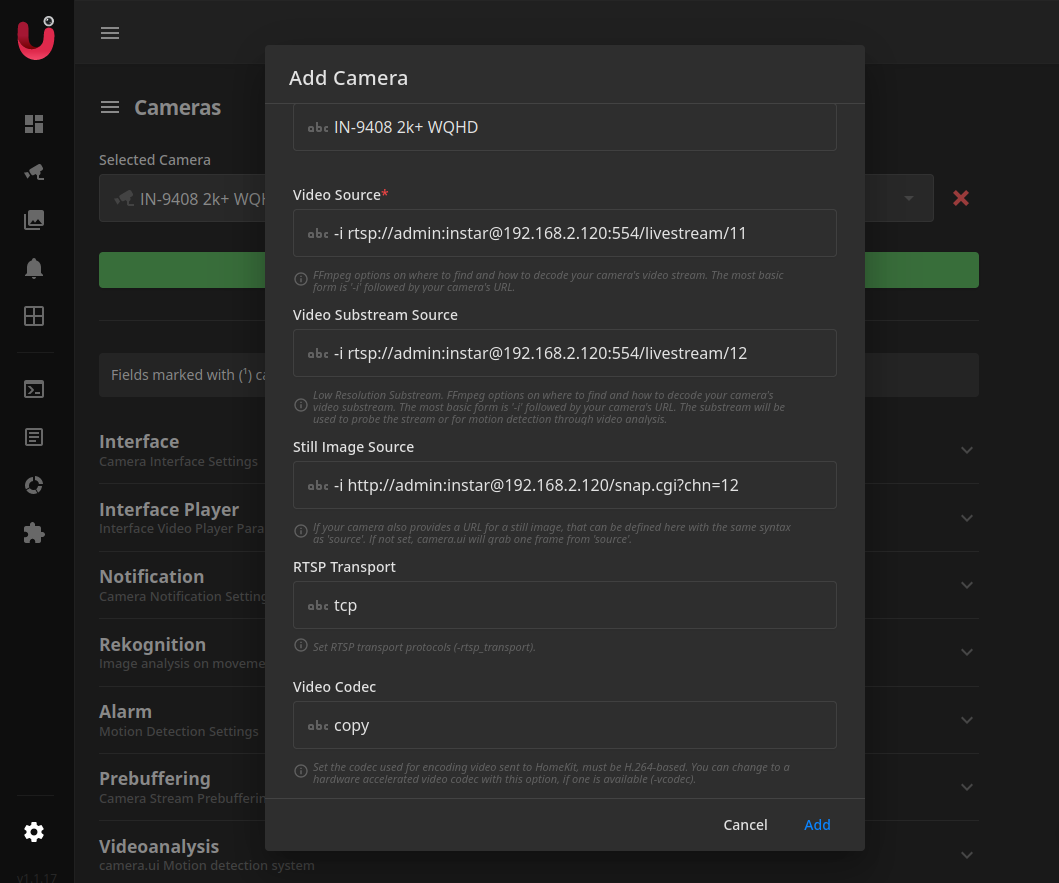 Cameras
Selected Camera
IN-9408 2k+ WQH
Fields marked with (¹) ca
Interface
Camera Interface Settings
Interface Player
Interface Video Player Para
Notification
Camera Notification Setting
Rekognition
Image analysis on moveme
Alarm
Motion Detection Settings
Prebuffering
Camera Stream Prebufferin
Videoanalysis
camera.ui Motion detection system
v1.1.17
Add Camera
abc IN-9408 2k+ WQHD
Video Source*
abc -i rtsp://admin:instar@192.168.2.120:554/livestream/11
FFmpeg options on where to find and how to decode your camera's video stream. The most basic
form is '-i' followed by your camera's URL.
Video Substream Source
abc -i rtsp://admin:instar@192.168.2.120:554/livestream/12
Low Resolution Substream. FFmpeg options on where to find and how to decode your camera's
video substream. The most basic form is '-i' followed by your camera's URL. The substream will be
used to probe the stream or for motion detection through video analysis.
Still Image Source
abc -i http://admin:instar@192.168.2.120/snap.cgi?chn=12
If your camera also provides a URL for a still image, that can be defined here with the same syntax
as 'source'. If not set, camera.ui will grab one frame from 'source'.
RTSP Transport
abc tcp
Set RTSP transport protocols (-rtsp_transport).
Video Codec
abc copy
Set the codec used for encoding video sent to HomeKit, must be H.264-based. You can change to a
hardware accelerated video codec with this option, if one is available (-vcodec).
Cancel
Add